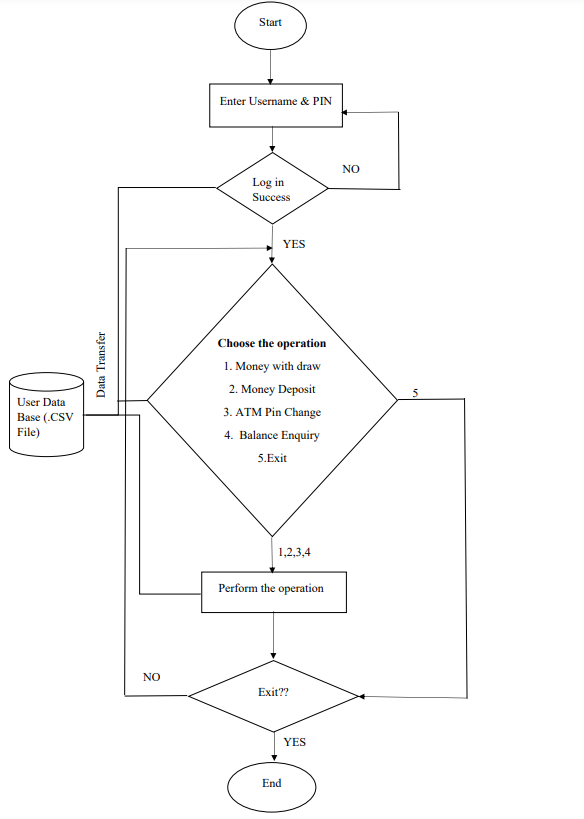 Start
Enter Username & PIN
NO
Log in
Success
YES
Data Transfer
Choose the operation
1. Money with draw
2. Money Deposit
3. ATM Pin Change
4. Balance Enquiry
5.Exit
5
User Data
Base (.CSV
File)
1,2,3,4
Perform the operation
NO
Exit??
YES
End